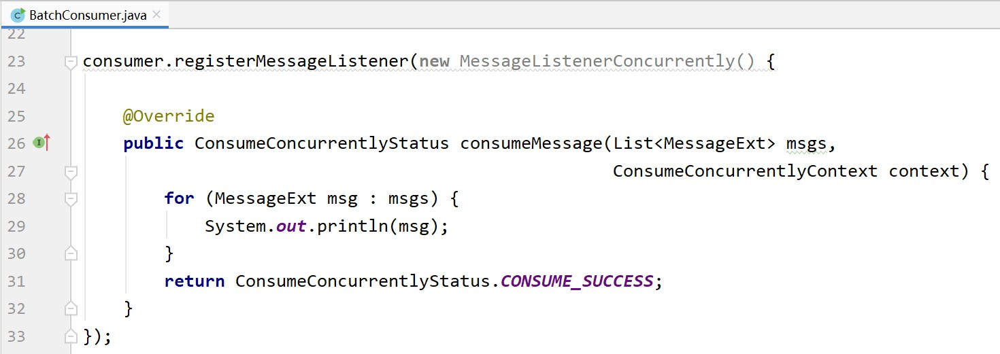 BatchConsumer.java
22
23 consumer.registerMessageListener(new MessageListenerConcurrently() {
24
25     @Override
26     public ConsumeConcurrentlyStatus consumeMessage(List<MessageExt> msgs,
27                                                     ConsumeConcurrentlyContext context) {
28         for (MessageExt msg : msgs) {
29             System.out.println(msg);
30         }
31         return ConsumeConcurrentlyStatus.CONSUME_SUCCESS;
32     }
33 });